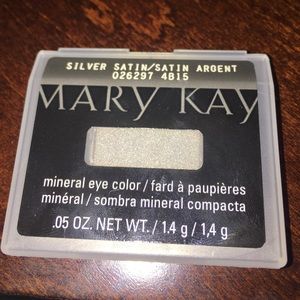 SILVER SATIN/SATIN ARGENT
026297 4B15
MARY KAY
mineral eye color / fard à paupières
minéral / sombra mineral compacta
.05 OZ. NET WT. / 1.4 g / 1,4 g